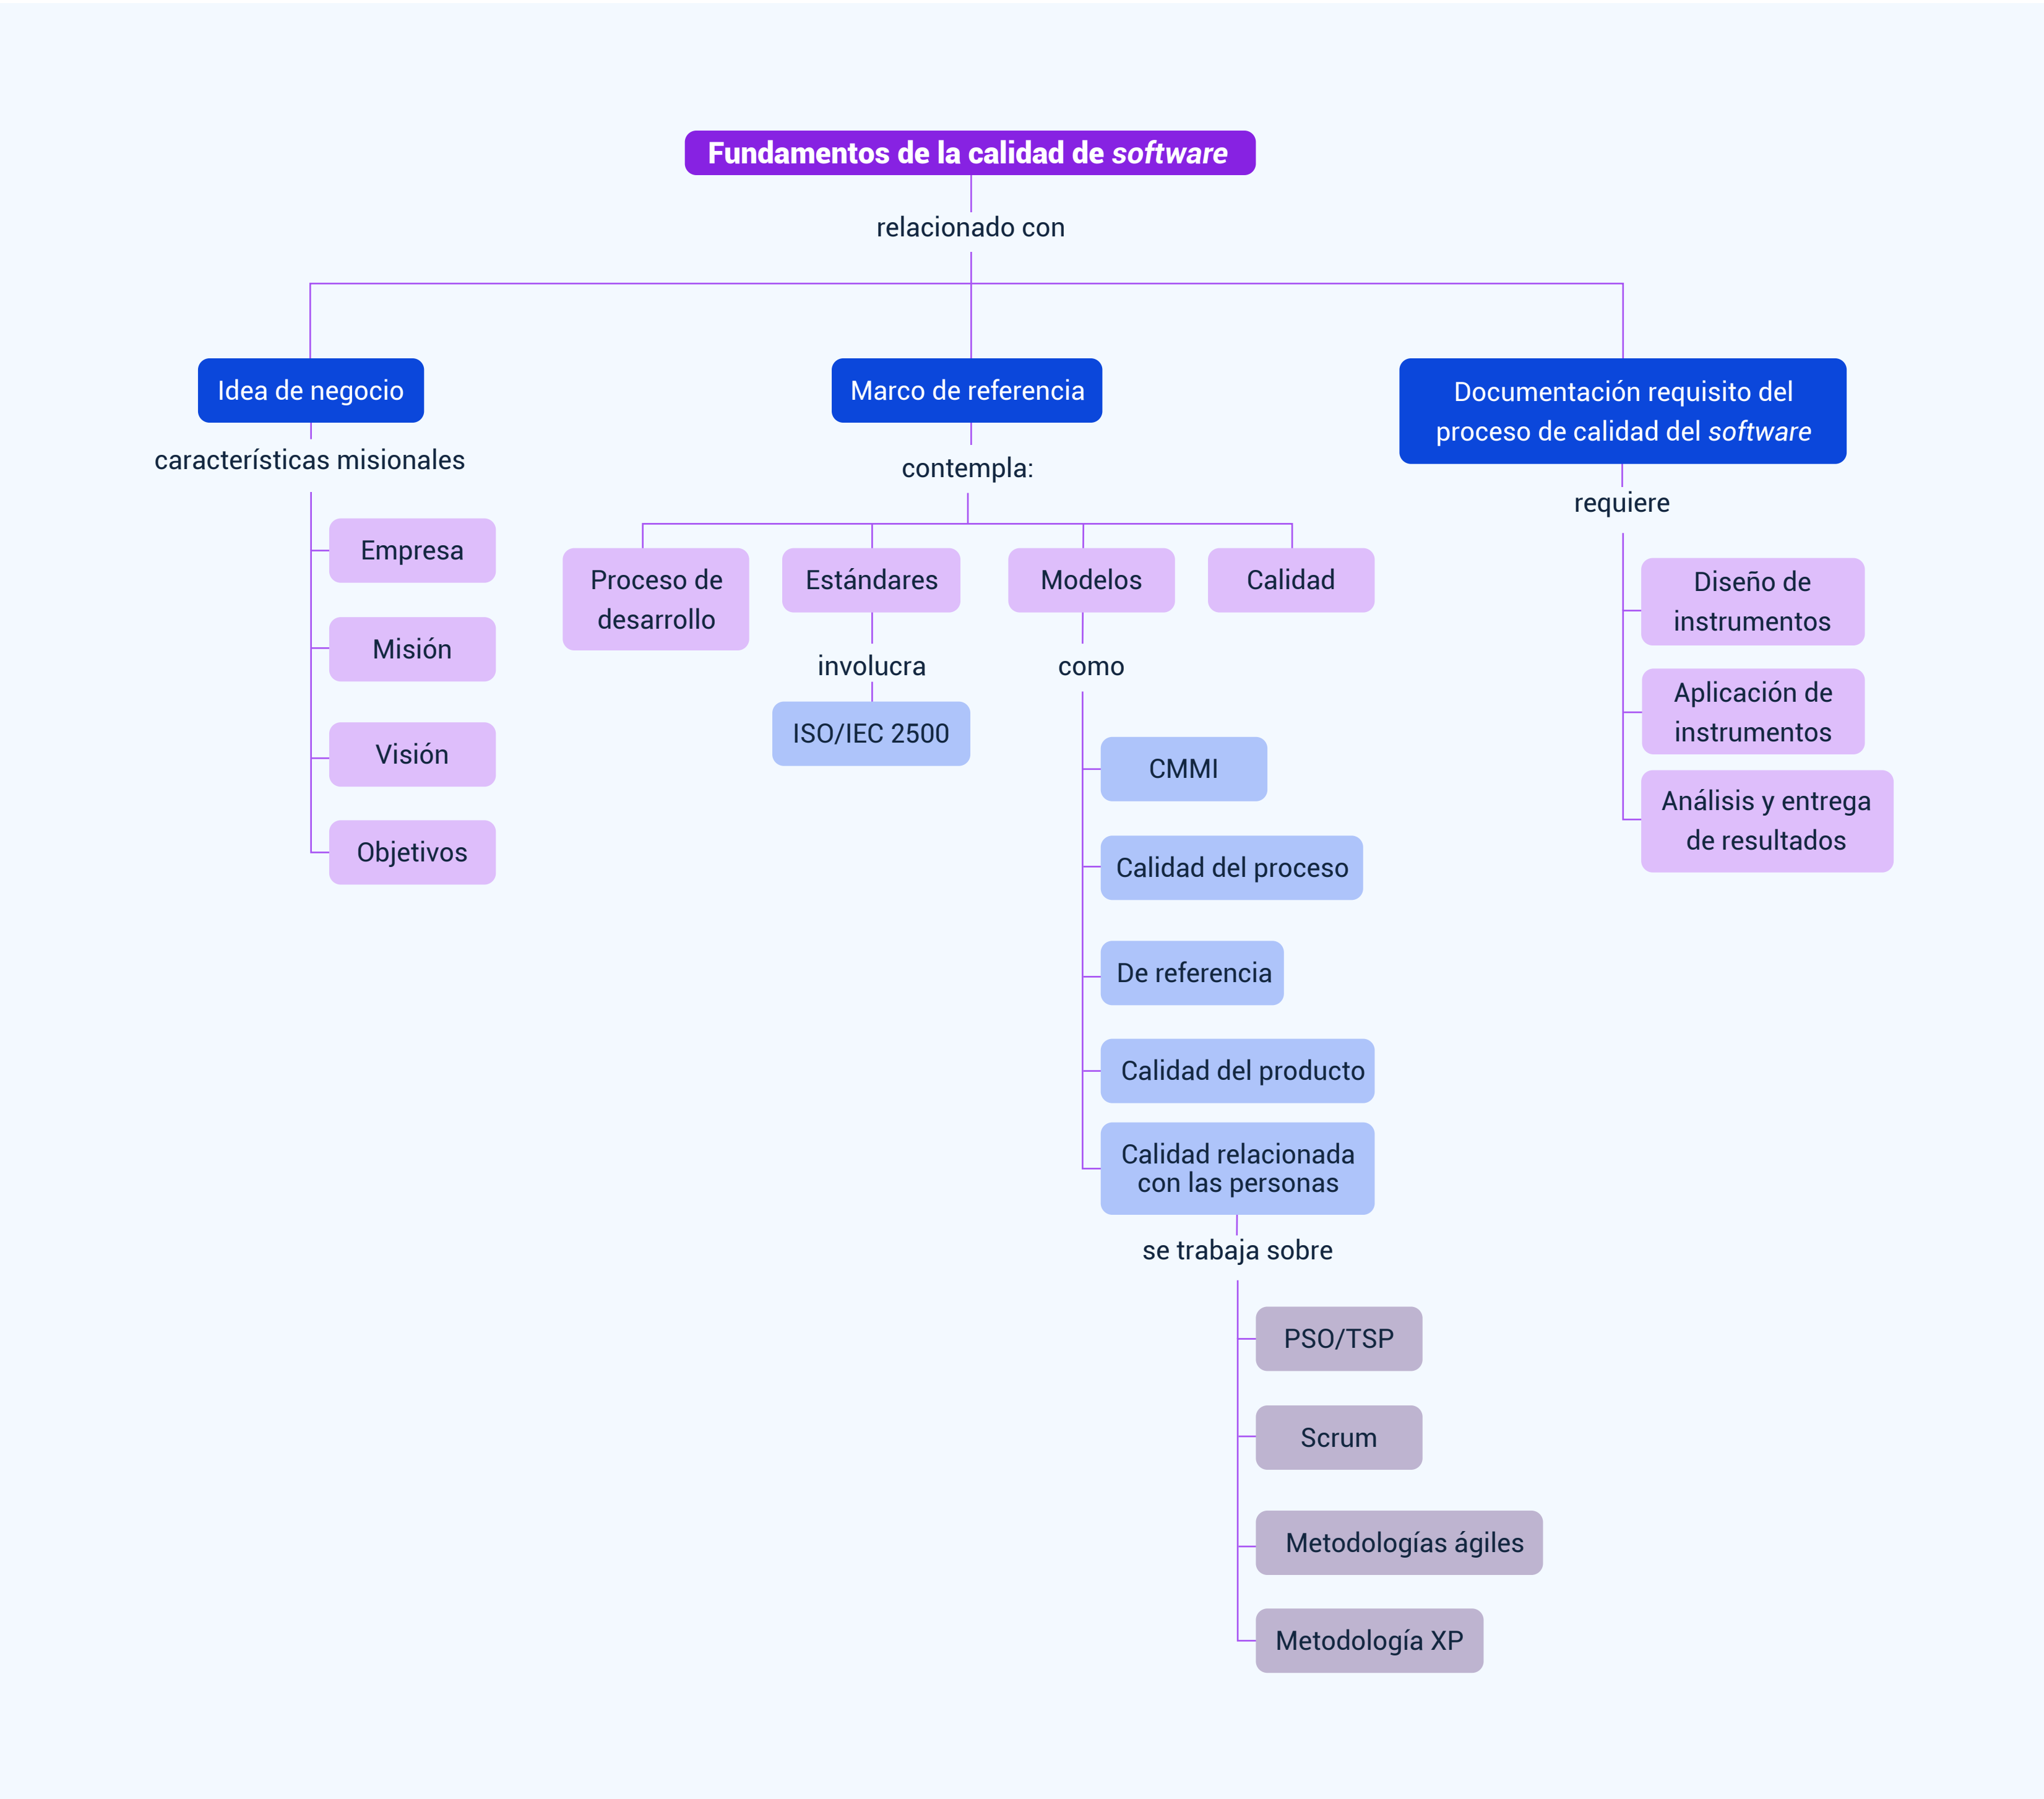 Fundamentos de la calidad de software
relacionado con
Idea de negocio
características misionales
Empresa
Misión
Visión
Objetivos
Marco de referencia
contempla:
Proceso de
desarrollo
Estándares
involucra
ISO/IEC 2500
Modelos
como
CMMI
Calidad del proceso
De referencia
Calidad del producto
Calidad relacionada
con las personas
se trabaja sobre
PSO/TSP
Scrum
Metodologías ágiles
Metodología XP
Calidad
Documentación requisito del
proceso de calidad del software
requiere
Diseño de
instrumentos
Aplicación de
instrumentos
Análisis y entrega
de resultados